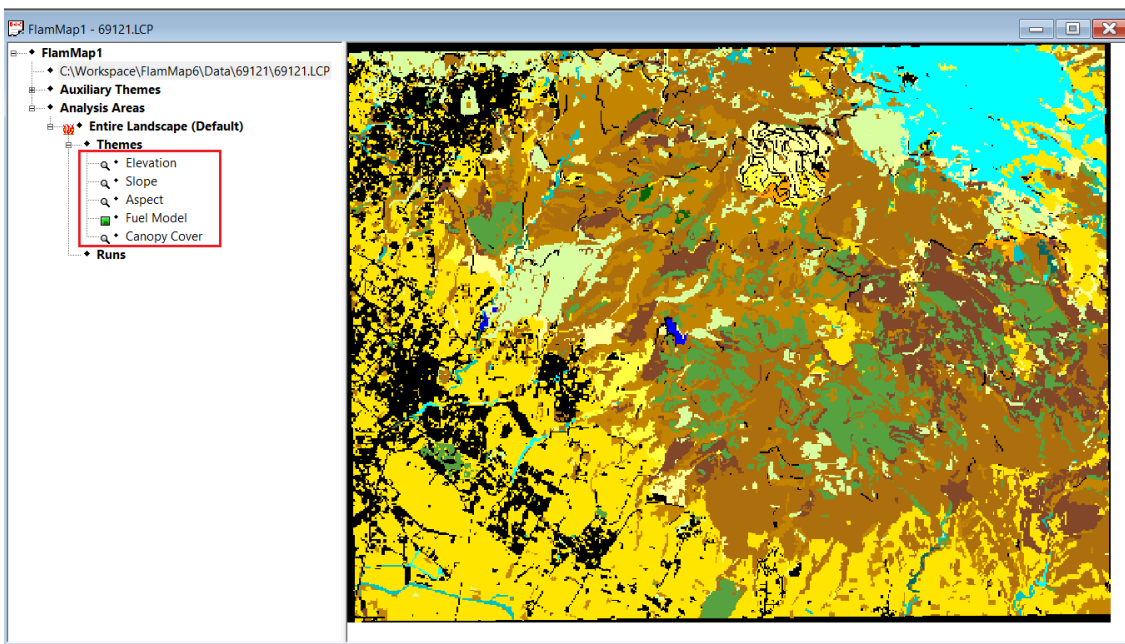 FlamMap1 - 69121.LCP
FlamMap1
C:\Workspace\FlamMap6\Data\69121\69121.LCP
Auxiliary Themes
Analysis Areas
Entire Landscape (Default)
Themes
Elevation
Slope
Aspect
Fuel Model
Canopy Cover
Runs